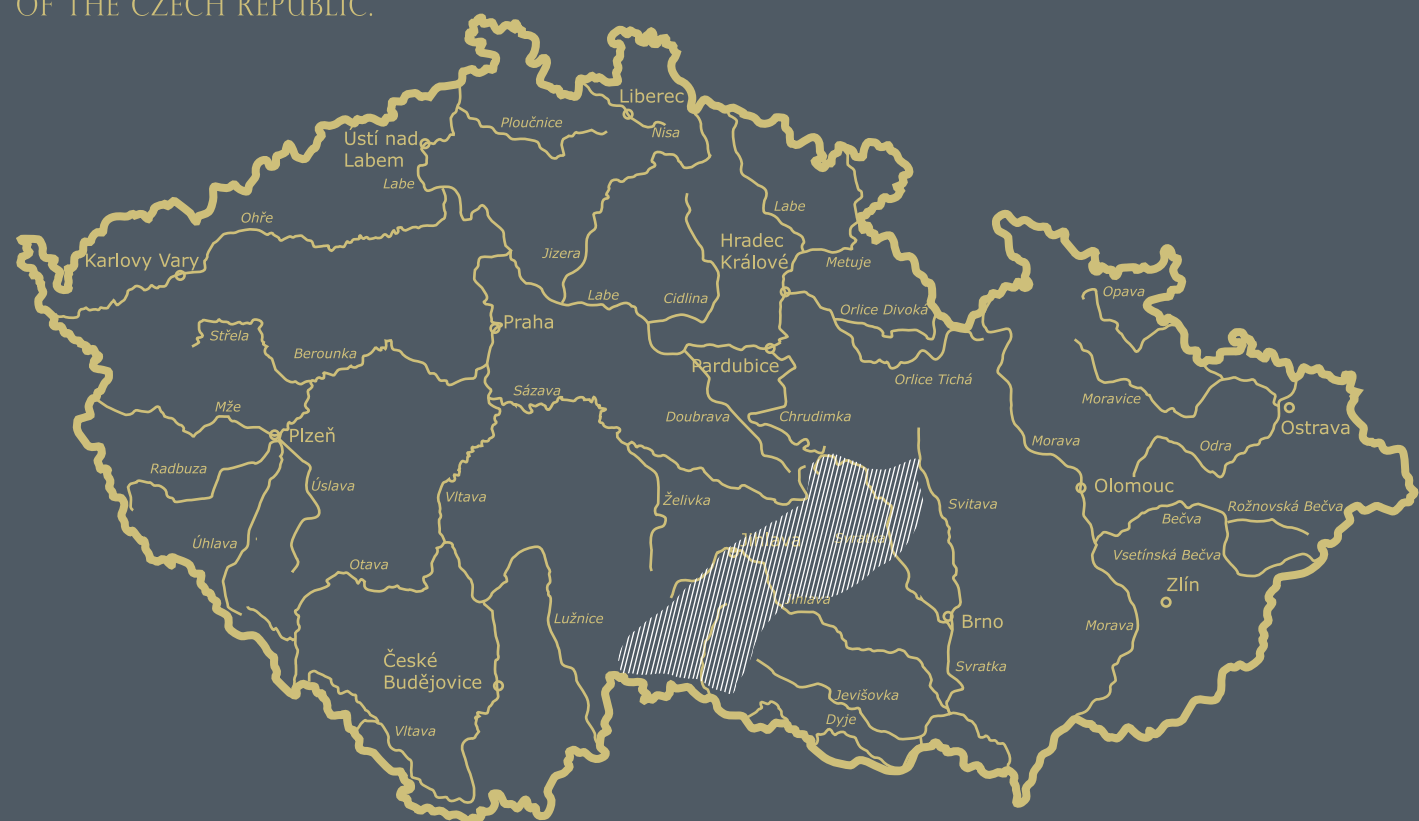 OF THE CZECH REPUBLIC.
Liberec
Ploučnice
Nisa
Ústí nad
Labem
Labe
Labe
Ohře
Hradec
Králové
Jizera
Karlovy Vary
Metuje
Labe
Cidlina
Opava
Orlice Divoká
Praha
Střela
Berounka
Pardubice
Orlice Tichá
Sázava
Moravice
Mže
Doubrava
Chrudimka
Ostrava
Plzeň
Morava
Odra
Radbuza
Úslava
Olomouc
Vltava
Želivka
Svitava
Rožnovská Bečva
Bečva
Úhlava
Jihlava
Svratka
Vsetínská Bečva
Otava
Zlín
Jihlava
Lužnice
Brno
Morava
České
Budějovice
Svratka
Jevišovka
Dyje
Vltava